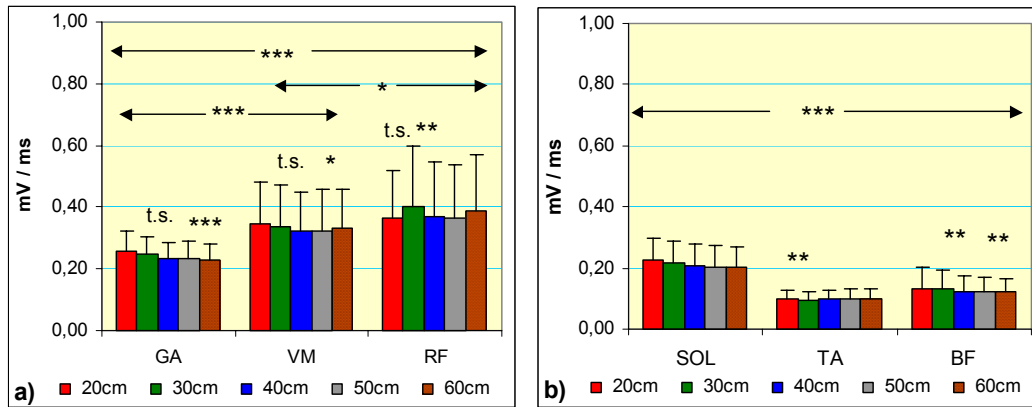 1,00
***
0,80
*
***
0,60
t.s. **
t.s. *
0,40
t.s. ***
0,20
0,00
mV / ms
GA VM RF
a) 20cm 30cm 40cm 50cm 60cm
1,00
0,80
***
0,60
0,40
** ** **
0,20
0,00
mV / ms
SOL TA BF
b) 20cm 30cm 40cm 50cm 60cm